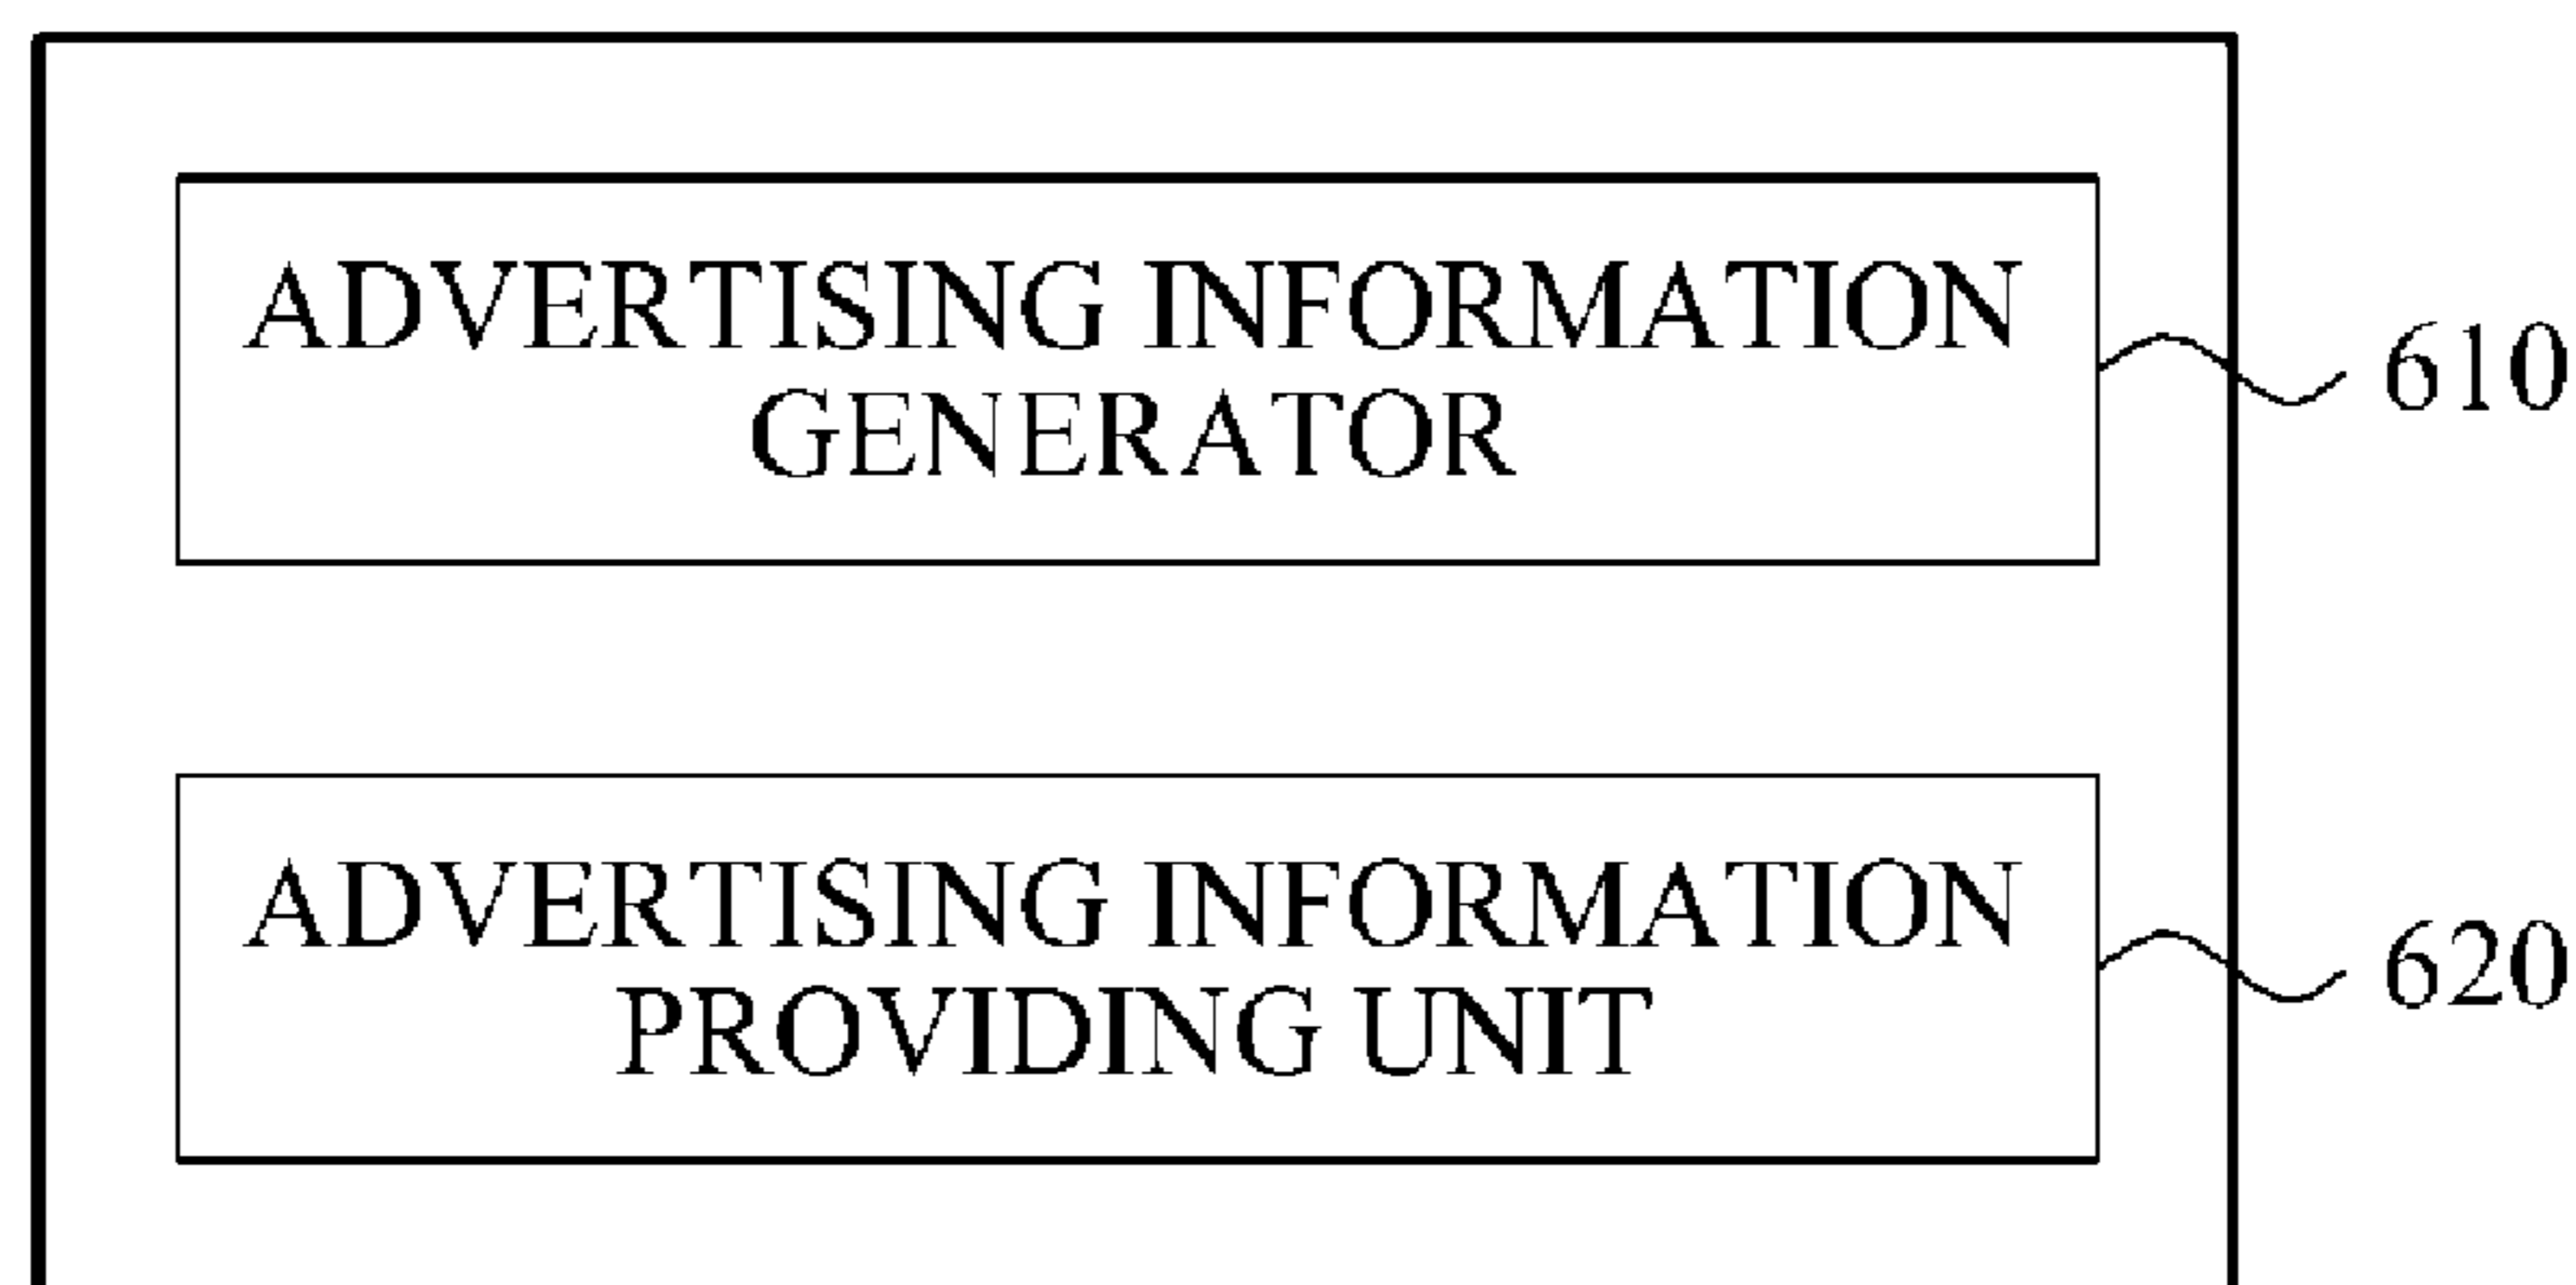 ADVERTISING INFORMATION
GENERATOR
610
ADVERTISING INFORMATION
PROVIDING UNIT
620